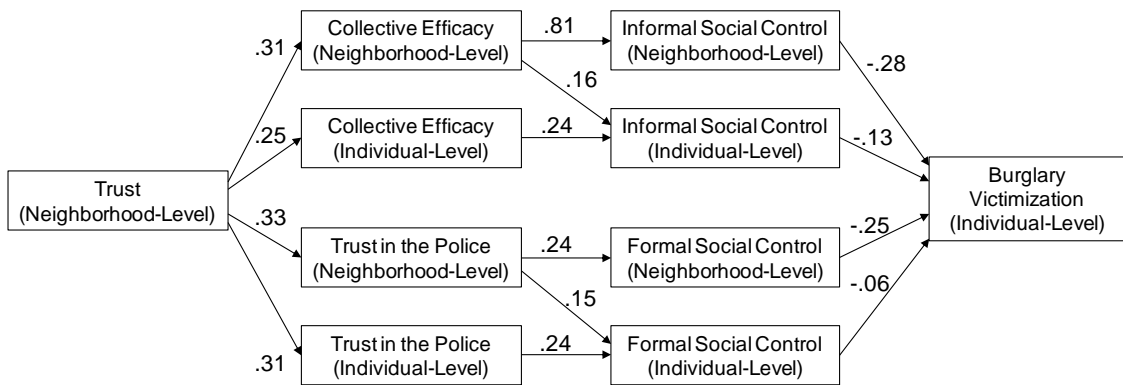 Collective Efficacy
(Neighborhood-Level)
.81
Informal Social Control
(Neighborhood-Level)
.31
-.28
.16
Collective Efficacy
(Individual-Level)
.25
.24
Informal Social Control
(Individual-Level)
-.13
Trust
(Neighborhood-Level)
Burglary
Victimization
(Individual-Level)
.33
Trust in the Police
(Neighborhood-Level)
.24
Formal Social Control
(Neighborhood-Level)
-.25
.15
-.06
.31
Trust in the Police
(Individual-Level)
.24
Formal Social Control
(Individual-Level)